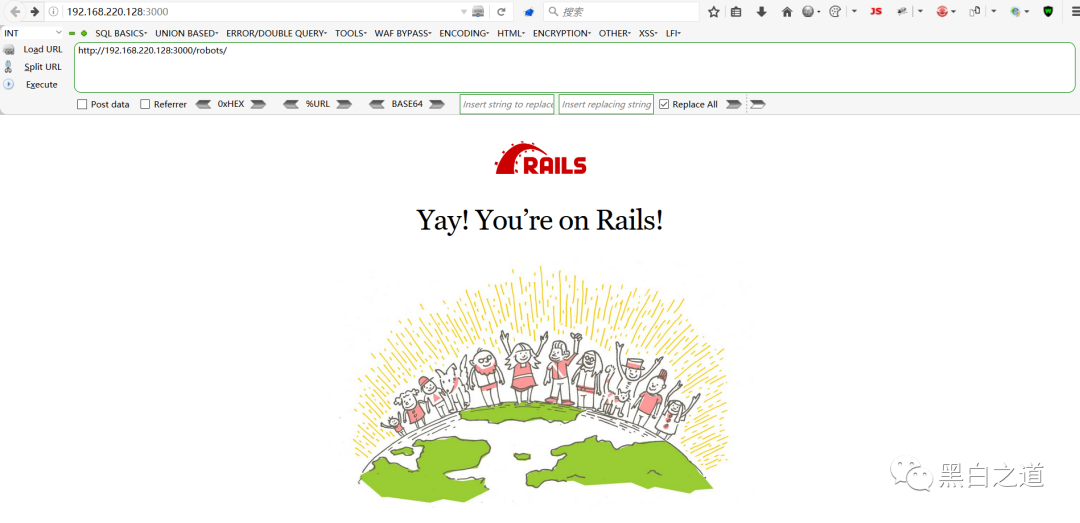 192.168.220.128:3000
搜索
JS
INT
SQL BASICS UNION BASED ERROR/DOUBLE QUERY TOOLS WAF BYPASS ENCODING HTML ENCRYPTION OTHER XSS LFI
Load URL
http://192.168.220.128:3000/robots/
Split URL
Execute
Post data Referrer 0xHEX %URL BASE64 Insert string to replace Insert replacing string Replace All
RAILS
Yay! You’re on Rails!
黑白之道